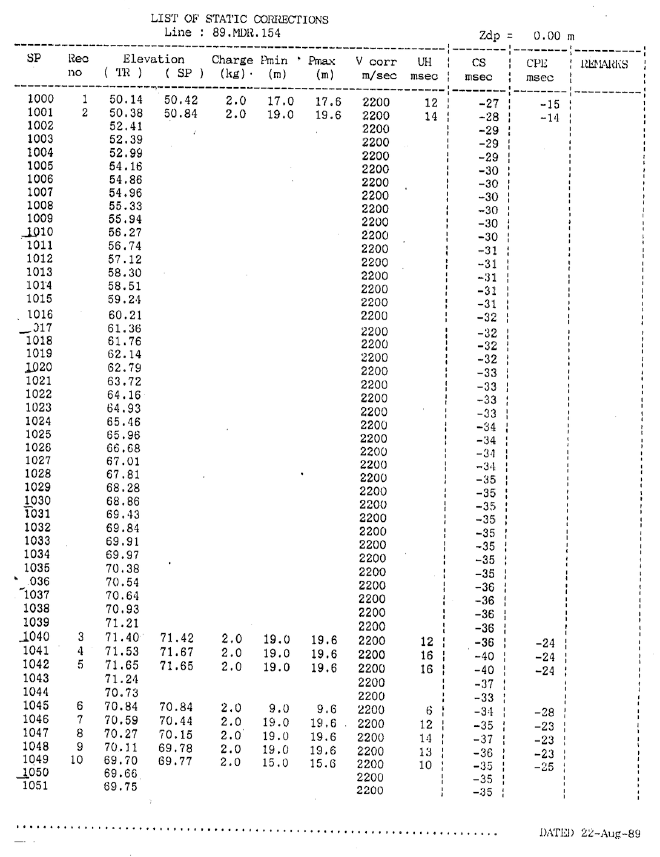 LIST OF STATIC CORRECTIONS
Line : 89.MDR.154 Zdp = 0.00 m
SP Rec Elevation Charge Pmin Pmax V corr UH CS CPE REMARKS
no ( TR ) ( SP ) (kg) (m) (m) m/sec msec msec msec
1000 1 50.14 50.42 2.0 17.0 17.6 2200 12 -27 -15
1001 2 50.38 50.84 2.0 19.0 19.6 2200 14 -28 -14
1002 52.41 2200 -29
1003 52.39 2200 -29
1004 52.99 2200 -29
1005 54.16 2200 -30
1006 54.86 2200 -30
1007 54.96 2200 -30
1008 55.33 2200 -30
1009 55.94 2200 -30
1010 56.27 2200 -30
1011 56.74 2200 -31
1012 57.12 2200 -31
1013 58.30 2200 -31
1014 58.51 2200 -31
1015 59.24 2200 -31
1016 60.21 2200 -32
017 61.36 2200 -32
1018 61.76 2200 -32
1019 62.14 2200 -32
1020 62.79 2200 -33
1021 63.72 2200 -33
1022 64.16 2200 -33
1023 64.93 2200 -33
1024 65.46 2200 -34
1025 65.96 2200 -34
1026 66.68 2200 -34
1027 67.01 2200 -34
1028 67.81 2200 -35
1029 68.28 2200 -35
1030 68.86 2200 -35
1031 69.43 2200 -35
1032 69.84 2200 -35
1033 69.91 2200 -35
1034 69.97 2200 -35
1035 70.38 2200 -35
036 70.54 2200 -36
1037 70.64 2200 -36
1038 70.93 2200 -36
1039 71.21 2200 -36
1040 3 71.40 71.42 2.0 19.0 19.6 2200 12 -36 -24
1041 4 71.53 71.67 2.0 19.0 19.6 2200 16 -40 -24
1042 5 71.65 71.65 2.0 19.0 19.6 2200 16 -40 -24
1043 71.24 2200 -37
1044 70.73 2200 -33
1045 6 70.84 70.84 2.0 9.0 9.6 2200 6 -34 -28
1046 7 70.59 70.44 2.0 19.0 19.6 2200 12 -35 -23
1047 8 70.27 70.15 2.0 19.0 19.6 2200 14 -37 -23
1048 9 70.11 69.78 2.0 19.0 19.6 2200 13 -36 -23
1049 10 69.70 69.77 2.0 15.0 15.6 2200 10 -35 -25
1050 69.66 2200 -35
1051 69.75 2200 -35
DATED 22-Aug-89